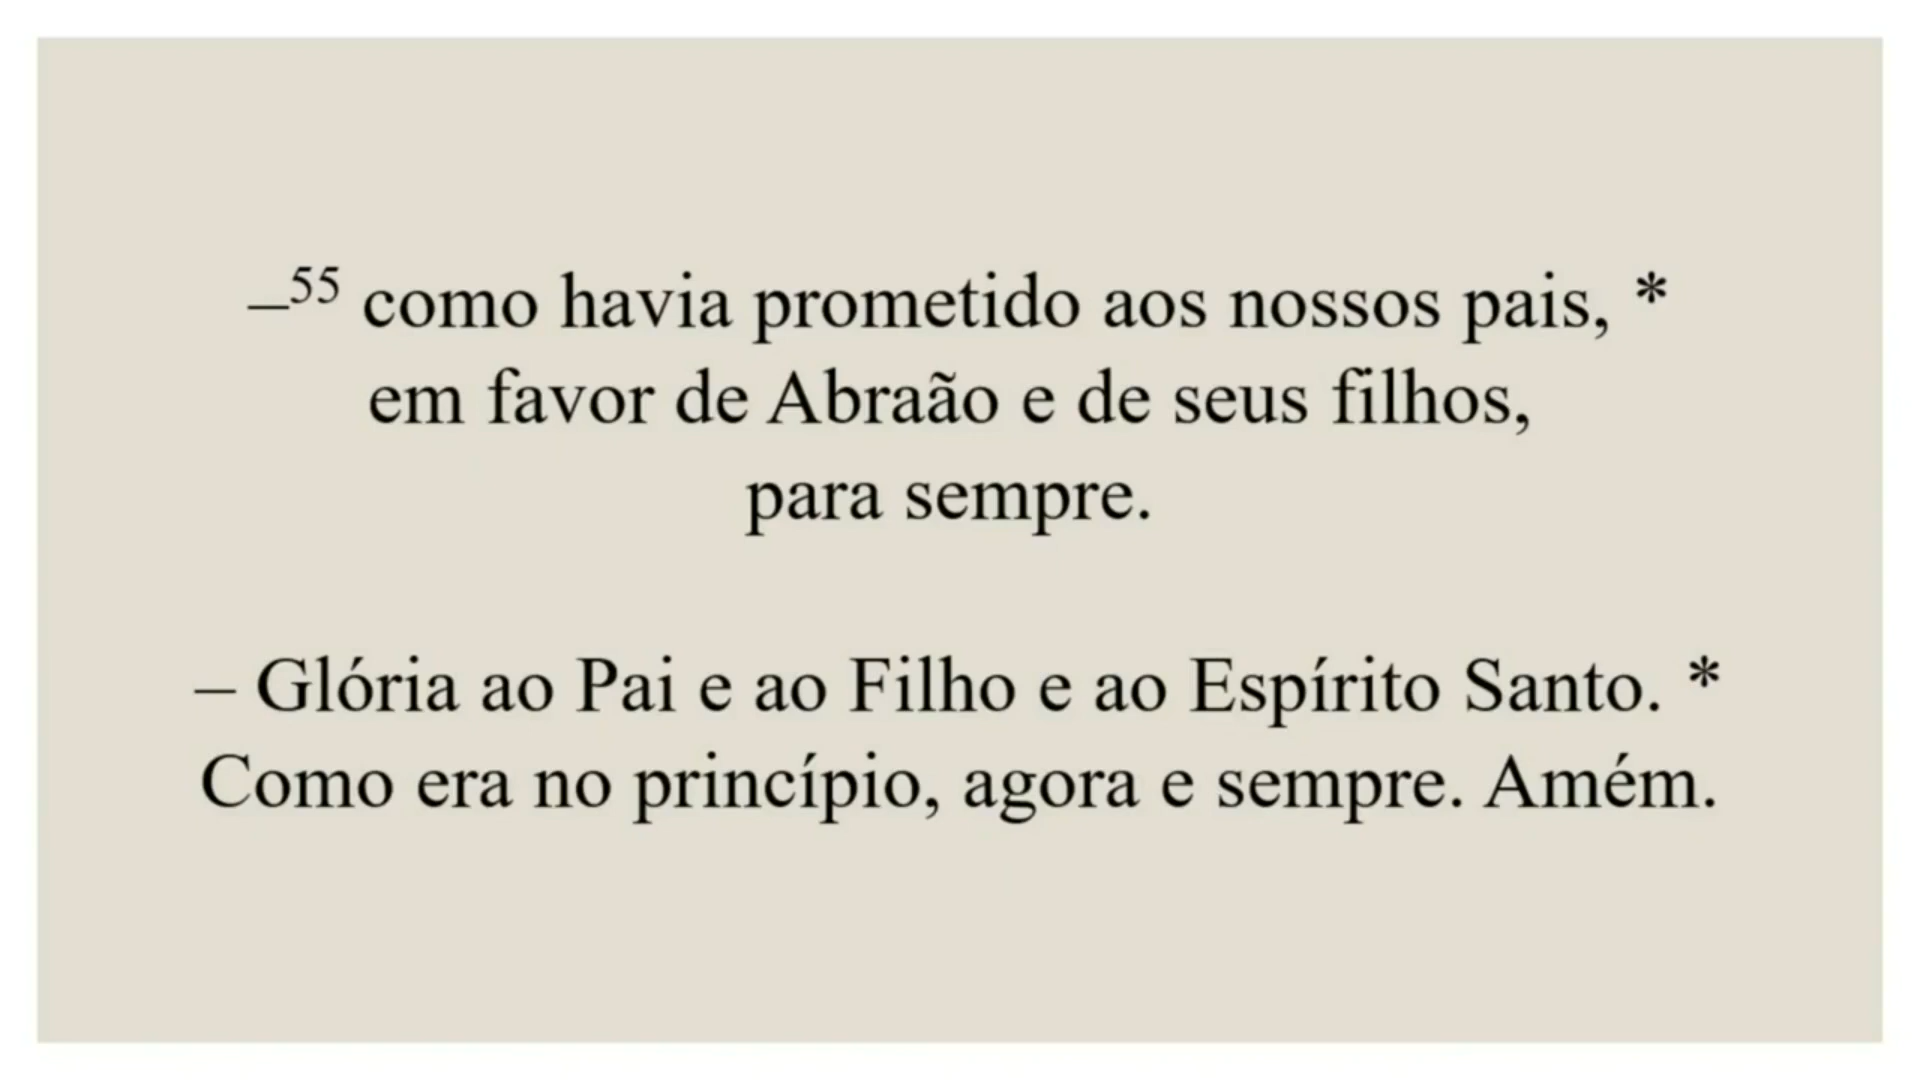 –55 como havia prometido aos nossos pais, *
em favor de Abraão e de seus filhos,
para sempre.
– Glória ao Pai e ao Filho e ao Espírito Santo. *
Como era no princípio, agora e sempre. Amém.